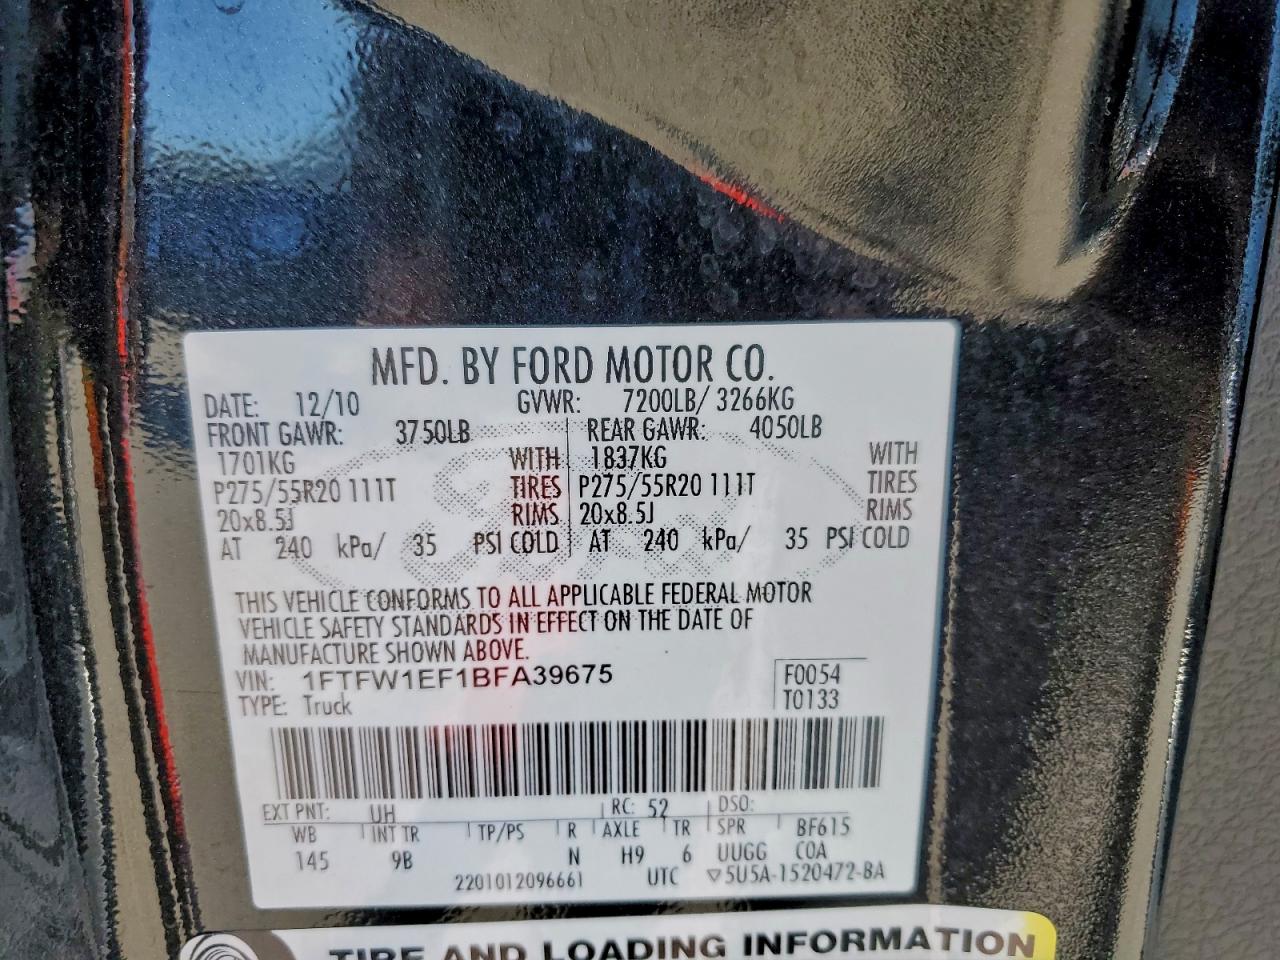 MFD. BY FORD MOTOR CO.
DATE: 12/10 GVWR: 7200LB/ 3266KG
FRONT GAWR: 3750LB REAR GAWR: 4050LB
1701KG WITH 1837KG WITH
P275/55R20 111T TIRES P275/55R20 111T TIRES
20x8.5J RIMS 20x8.5J RIMS
AT 240 kPa/ 35 PSI COLD AT 240 kPa/ 35 PSI COLD
THIS VEHICLE CONFORMS TO ALL APPLICABLE FEDERAL MOTOR
VEHICLE SAFETY STANDARDS IN EFFECT ON THE DATE OF
MANUFACTURE SHOWN ABOVE.
VIN: 1FTFW1EF1BFA39675 F0054
TYPE: Truck T0133
EXT PNT: UH RC: 52 DSO:
WB INT TR TP/PS R AXLE TR SPR BF615
145 9B N H9 6 UUGG COA
2201012096661 UTC ▽5U5A-1520472-BA
TIRE AND LOADING INFORMATION